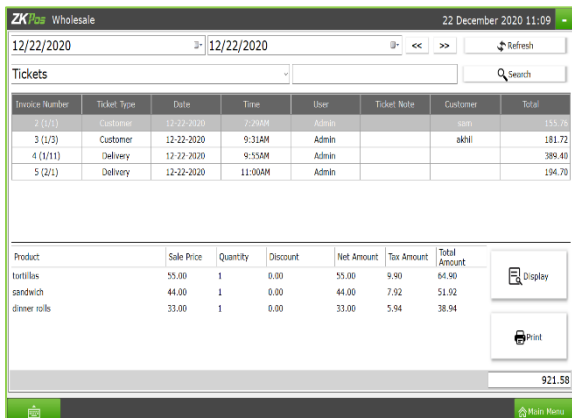 ZKPos Wholesale 22 December 2020 11:09 -
12/22/2020 12/22/2020 << >> Refresh
Tickets Search
Invoice Number Ticket Type Date Time User Ticket Note Customer Total
2 (1/1) Customer 12-22-2020 7:29AM Admin sam 155.76
3 (1/3) Customer 12-22-2020 9:31AM Admin akhil 181.72
4 (1/11) Delivery 12-22-2020 9:55AM Admin 389.40
5 (2/1) Delivery 12-22-2020 11:00AM Admin 194.70
Product Sale Price Quantity Discount Net Amount Tax Amount Total Amount
tortillas 55.00 1 0.00 55.00 9.90 64.90
sandwich 44.00 1 0.00 44.00 7.92 51.92
dinner rolls 33.00 1 0.00 33.00 5.94 38.94
Display
Print
921.58
Main Menu